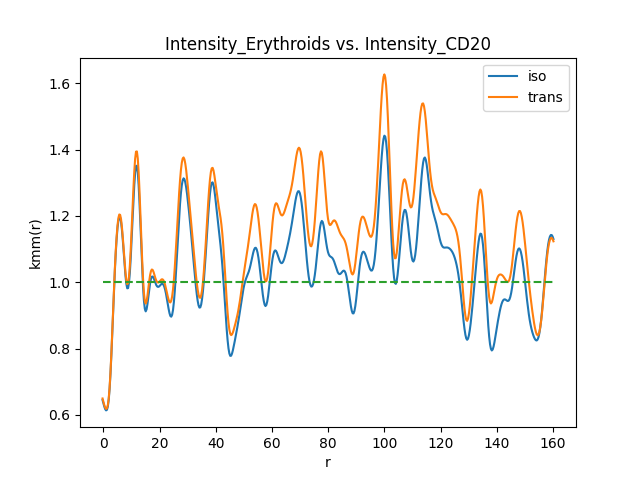 Intensity_Erythroids vs. Intensity_CD20
iso
trans
1.6
1.4
1.2
1.0
0.8
0.6
kmm(r)
0 20 40 60 80 100 120 140 160
r